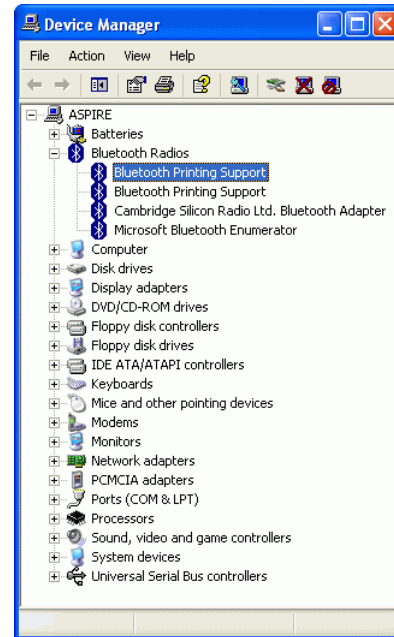 Device Manager
File Action View Help
ASPIRE
Batteries
Bluetooth Radios
Bluetooth Printing Support
Bluetooth Printing Support
Cambridge Silicon Radio Ltd. Bluetooth Adapter
Microsoft Bluetooth Enumerator
Computer
Disk drives
Display adapters
DVD/CD-ROM drives
Floppy disk controllers
Floppy disk drives
IDE ATA/ATAPI controllers
Keyboards
Mice and other pointing devices
Modems
Monitors
Network adapters
PCMCIA adapters
Ports (COM & LPT)
Processors
Sound, video and game controllers
System devices
Universal Serial Bus controllers